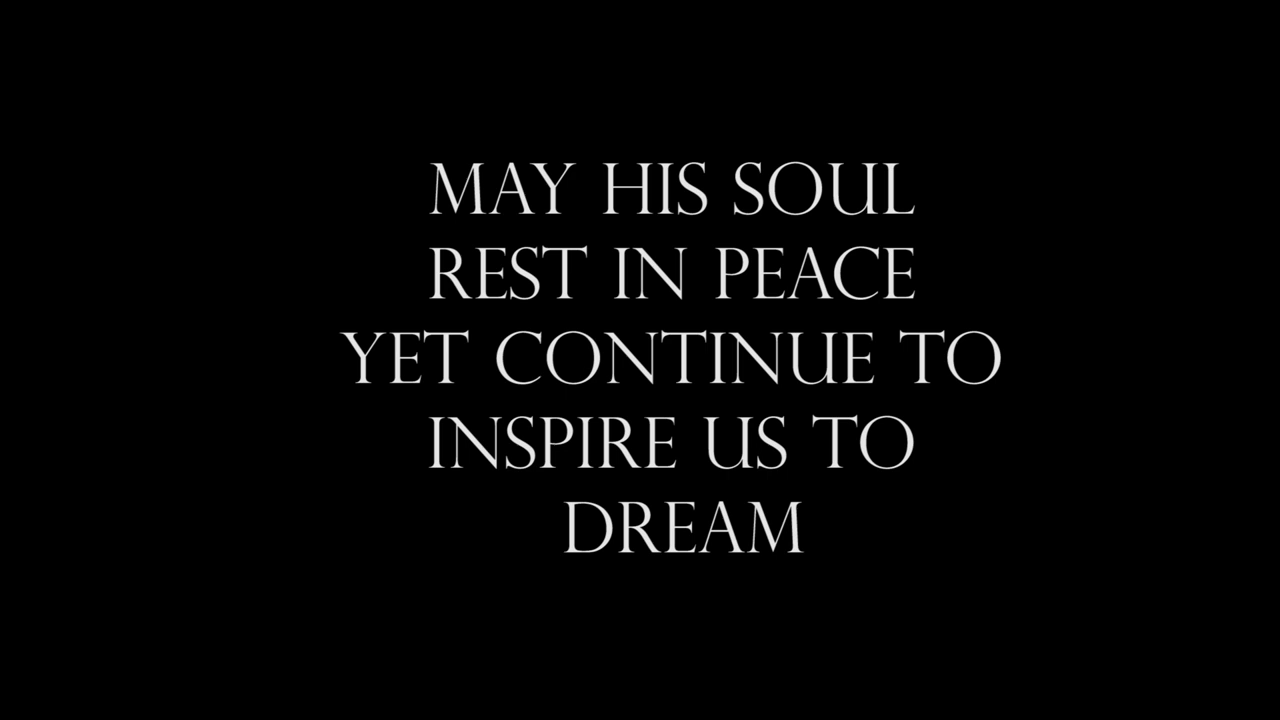 MAY HIS SOUL
REST IN PEACE
YET CONTINUE TO
INSPIRE US TO
DREAM